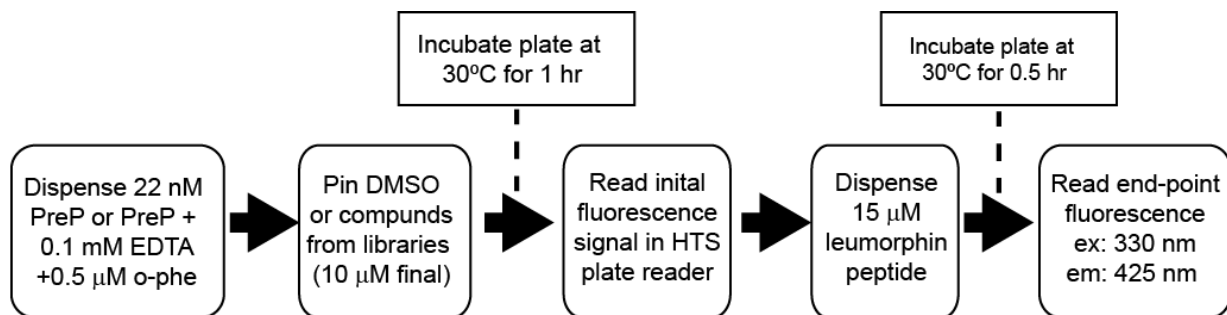 Incubate plate at
30ºC for 1 hr
Incubate plate at
30ºC for 0.5 hr
Dispense 22 nM
PreP or PreP +
0.1 mM EDTA
+0.5 μM o-phe
Pin DMSO
or compunds
from libraries
(10 μM final)
Read inital
fluorescence
signal in HTS
plate reader
Dispense
15 μM
leumorphin
peptide
Read end-point
fluorescence
ex: 330 nm
em: 425 nm